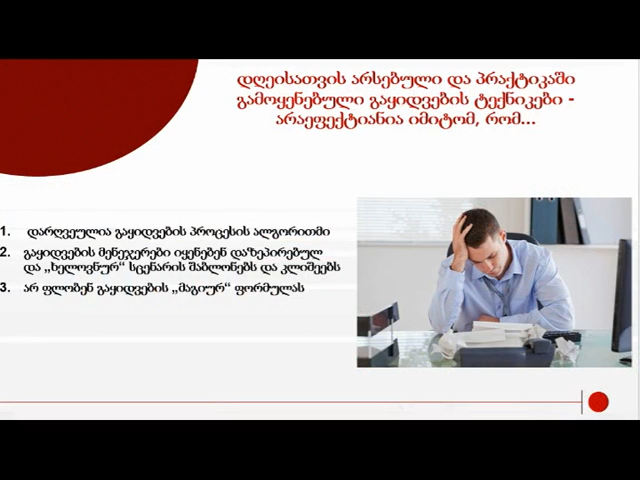 დღეისათვის არსებული და პრაქტიკაში
გამოყენებული გაყიდვების ტექნიკები -
არაეფექტიანია იმიტომ, რომ...
1. დარღვეულია გაყიდვების პროცესის ალგორითმი
2. გაყიდვების მენეჯერები იყენებენ დაზეპირებულ
და „ხელოვნურ“ სცენარის შაბლონებს და კლიშეებს
3. არ ფლობენ გაყიდვების „მაგიურ“ ფორმულას